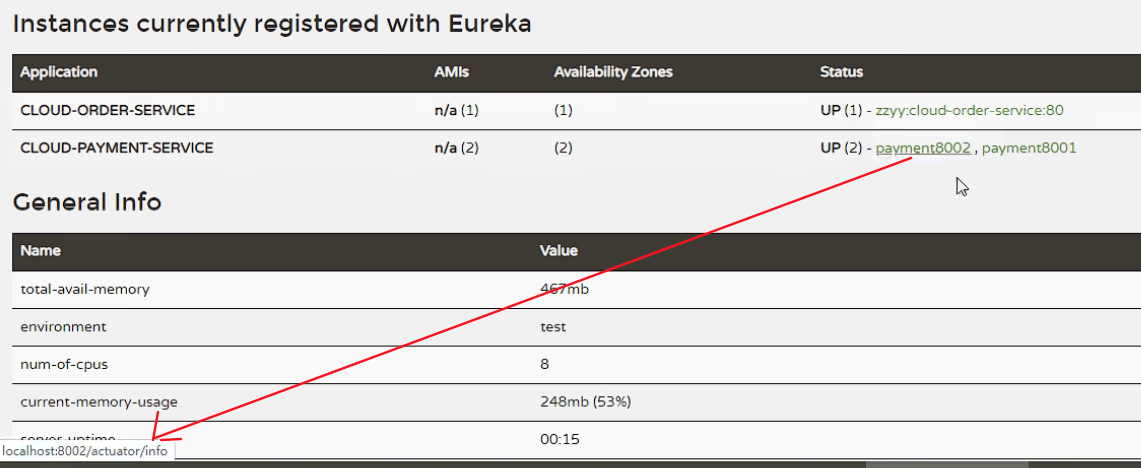 Instances currently registered with Eureka
Application AMIs Availability Zones Status
CLOUD-ORDER-SERVICE n/a (1) (1) UP (1) - zzyy:cloud-order-service:80
CLOUD-PAYMENT-SERVICE n/a (2) (2) UP (2) - payment8002 , payment8001
General Info
Name Value
total-avail-memory 467mb
environment test
num-of-cpus 8
current-memory-usage 248mb (53%)
server-uptime 00:15
localhost:8002/actuator/info